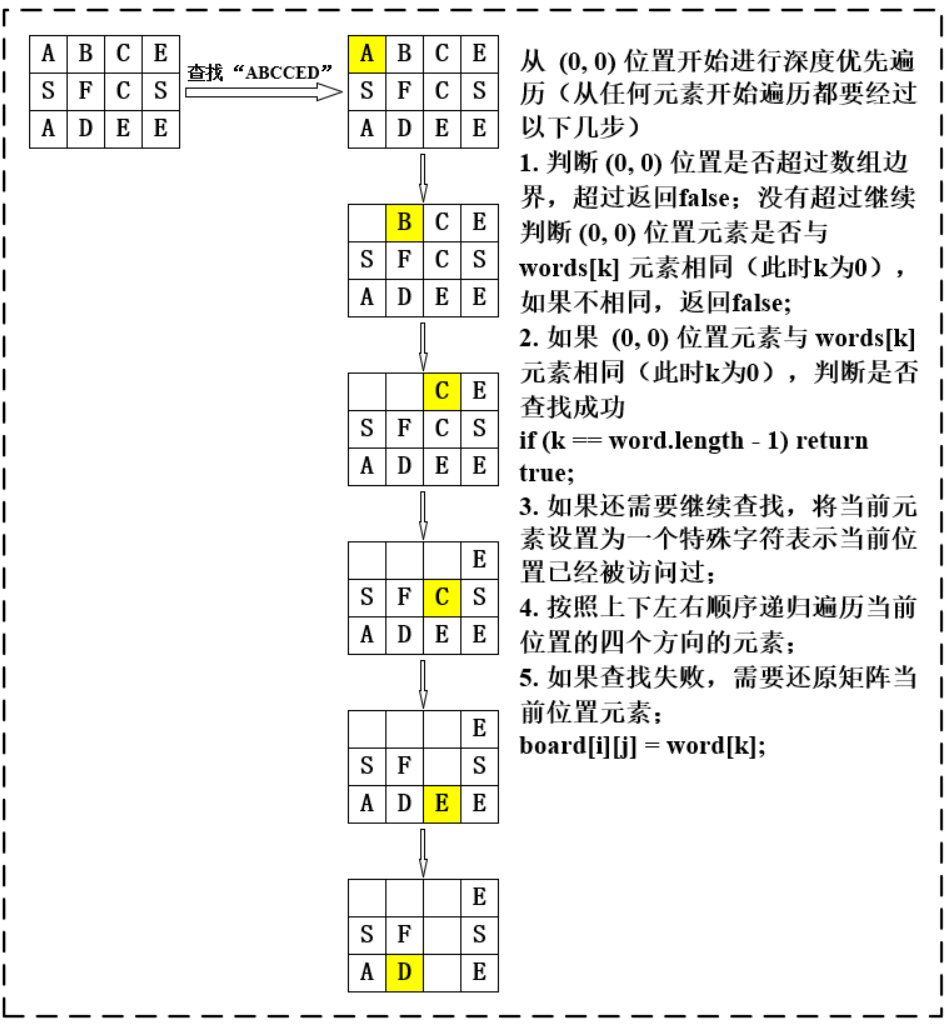 A B C E
S F C S
A D E E
查找“ABCCED”
A B C E
S F C S
A D E E
B C E
S F C S
A D E E
C E
S F C S
A D E E
E
S F C S
A D E E
E
S F S
A D E E
E
S F S
A D E
从 (0, 0) 位置开始进行深度优先遍
历（从任何元素开始遍历都要经过
以下几步）
1. 判断 (0, 0) 位置是否超过数组边
界，超过返回false；没有超过继续
判断 (0, 0) 位置元素是否与
words[k] 元素相同（此时k为0），
如果不相同，返回false;
2. 如果 (0, 0) 位置元素与 words[k]
元素相同（此时k为0），判断是否
查找成功
if (k == word.length - 1) return
true;
3. 如果还需要继续查找，将当前元
素设置为一个特殊字符表示当前位
置已经被访问过；
4. 按照上下左右顺序递归遍历当前
位置的四个方向的元素；
5. 如果查找失败，需要还原矩阵当
前位置元素；
board[i][j] = word[k];